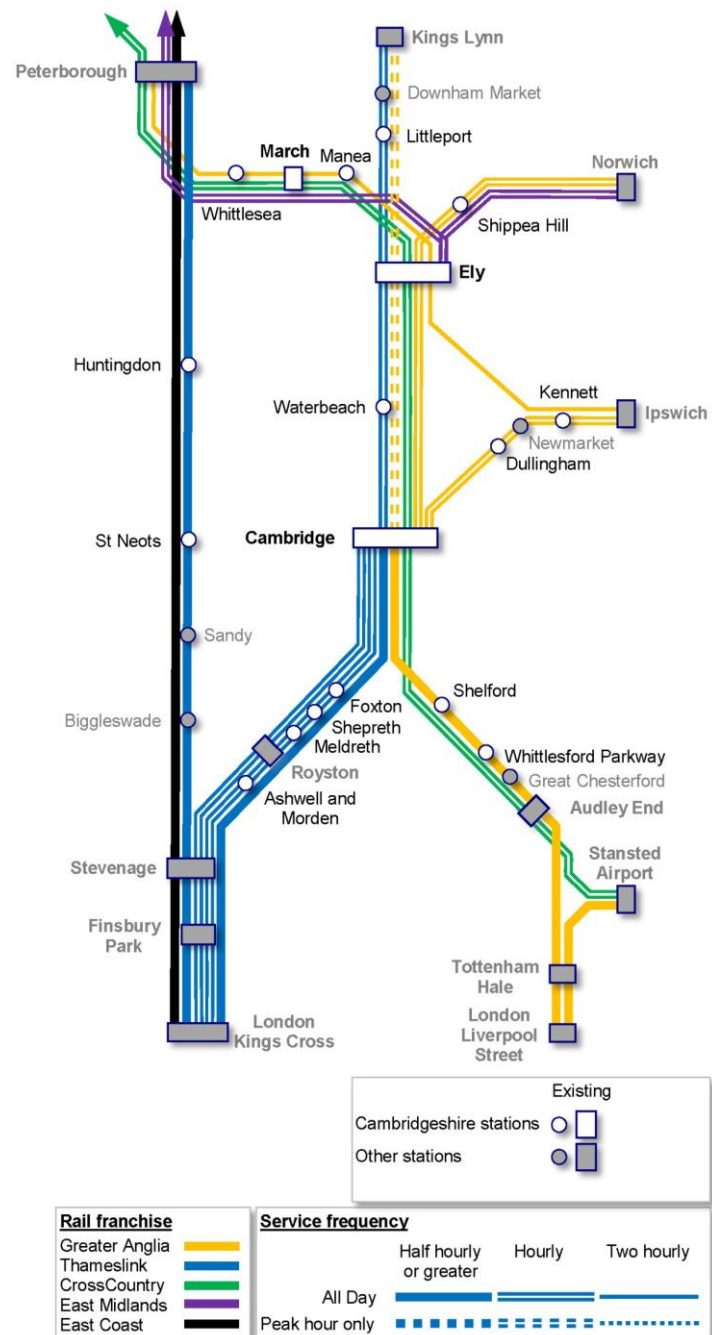 Kings Lynn
Peterborough
Downham Market
Littleport
March
Manea
Norwich
Whittlesea
Shippea Hill
Ely
Huntingdon
Kennett
Waterbeach
Ipswich
Newmarket
Dullingham
St Neots
Cambridge
Sandy
Shelford
Foxton
Biggleswade
Shepreth
Meldreth
Whittlesford Parkway
Royston
Great Chesterford
Ashwell and
Morden
Audley End
Stevenage
Stansted
Airport
Finsbury
Park
Tottenham
Hale
London
Kings Cross
London
Liverpool
Street
Existing
Cambridgeshire stations
Other stations
Rail franchise
Greater Anglia
Thameslink
CrossCountry
East Midlands
East Coast
Service frequency
Half hourly
or greater
Hourly
Two hourly
All Day
Peak hour only